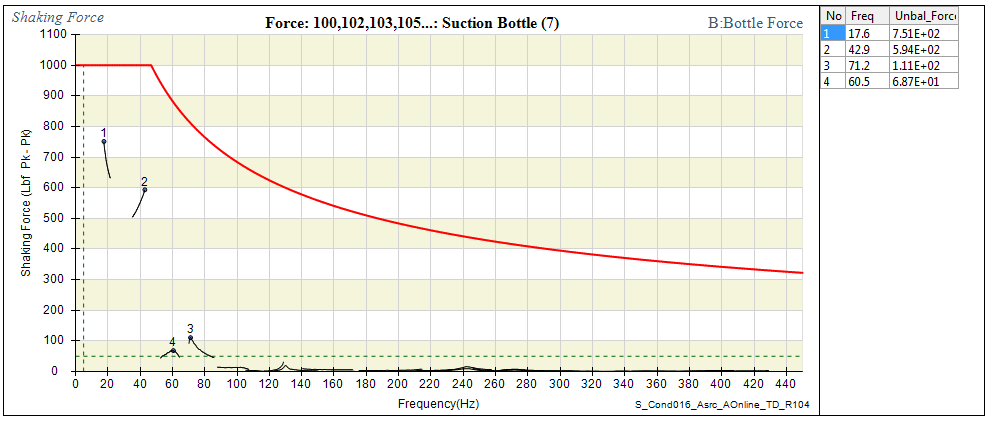 Shaking Force
Force: 100,102,103,105...: Suction Bottle (7)
B:Bottle Force
1100
1000
900
800
700
600
500
400
300
200
100
0
Shaking Force (Lbf Pk - Pk)
1
2
3
4
0 20 40 60 80 100 120 140 160 180 200 220 240 260 280 300 320 340 360 380 400 420 440
Frequency(Hz)
S_Cond016_Asrc_AOnline_TD_R104
No Freq Unbal_Forc
1 17.6 7.51E+02
2 42.9 5.94E+02
3 71.2 1.11E+02
4 60.5 6.87E+01